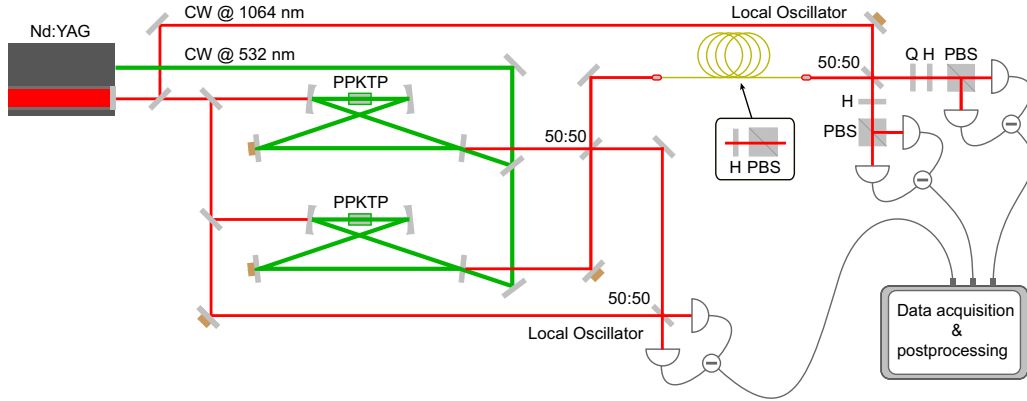 CW @ 1064 nm
Local Oscillator
Nd:YAG
CW @ 532 nm
PPKTP
50:50
Q H PBS
H
PBS
50:50
H PBS
PPKTP
50:50
Local Oscillator
Data acquisition
&
postprocessing